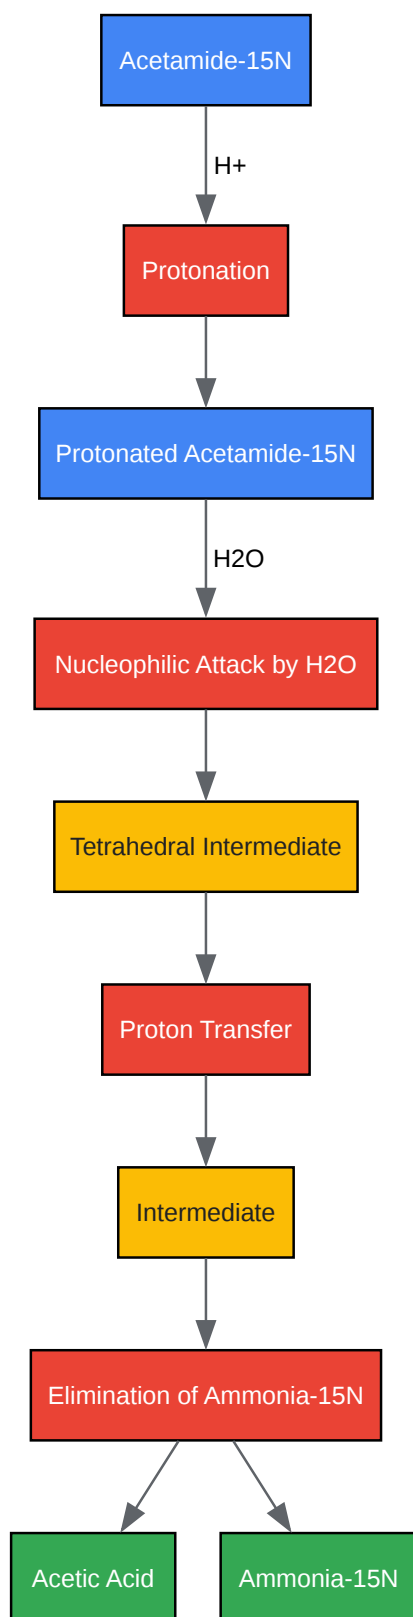 Acetamide-15N
H+
Protonation
Protonated Acetamide-15N
H2O
Nucleophilic Attack by H2O
Tetrahedral Intermediate
Proton Transfer
Intermediate
Elimination of Ammonia-15N
Acetic Acid
Ammonia-15N